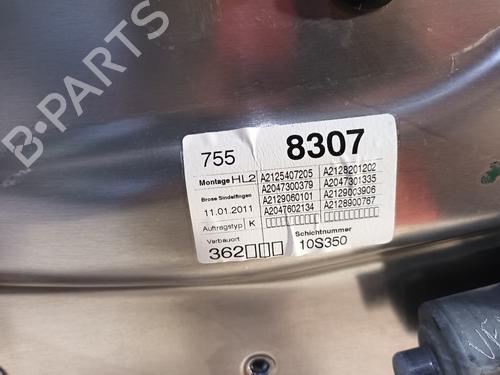 B-PARTS
755 8307
Montage HL2 A2125407205 A2128201202
A2047300379 A2047301335
Brose Sindelfingen A2129060101 A2129003906
11.01.2011 A2047602134 A2128900767
Auftragstyp K
Verbauort Schichtnummer
362□□□ 10S350